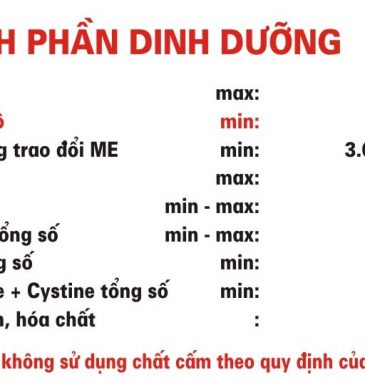 H PHẦN DINH DƯỠNG
max:
min:
g trao đổi ME min: 3.0
max:
min - max:
ổng số min - max:
g số min:
e + Cystine tổng số min:
n, hóa chất :
không sử dụng chất cấm theo quy định của